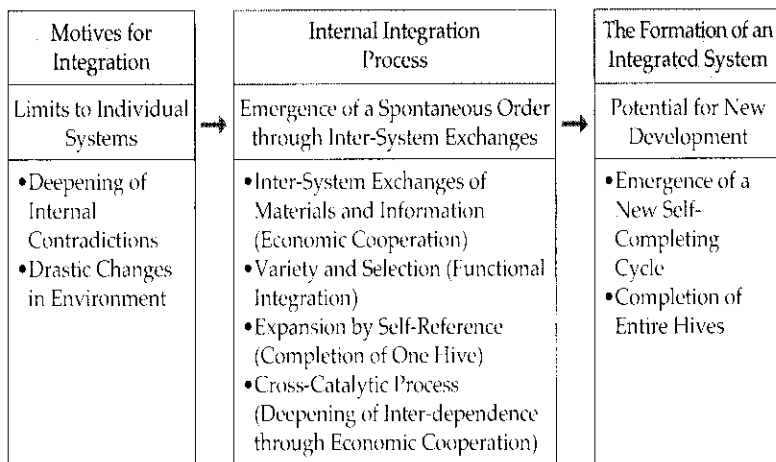 Motives for
Integration
Limits to Individual
Systems
•Deepening of
Internal
Contradictions
•Drastic Changes
in Environment
Internal Integration
Process
Emergence of a Spontaneous Order
through Inter-System Exchanges
•Inter-System Exchanges of
Materials and Information
(Economic Cooperation)
•Variety and Selection (Functional
Integration)
•Expansion by Self-Reference
(Completion of One Hive)
•Cross-Catalytic Process
(Deepening of Inter-dependence
through Economic Cooperation)
The Formation of an
Integrated System
Potential for New
Development
•Emergence of a
New Self-
Completing
Cycle
•Completion of
Entire Hives